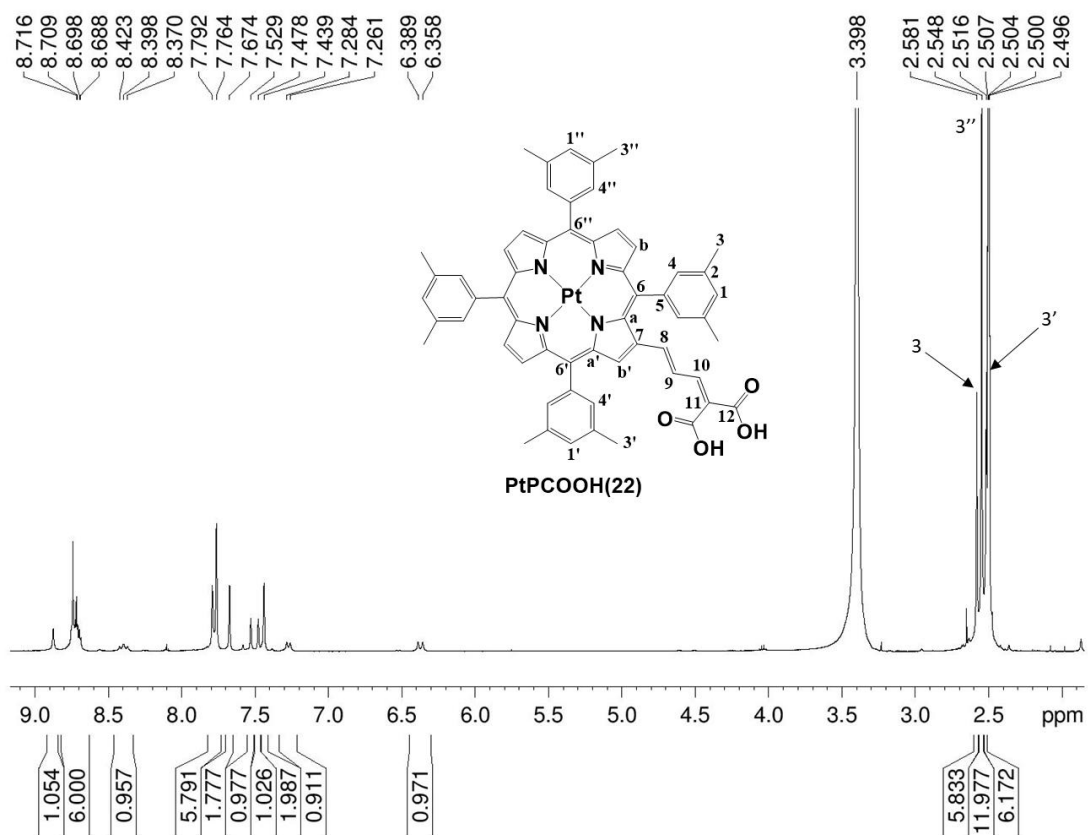 8.716 8.709 8.698 8.688 8.423 8.398 8.370 7.792 7.764 7.674 7.529 7.478 7.439 7.284 7.261 6.389 6.358 3.398 2.581 2.548 2.516 2.507 2.504 2.500 2.496
3''
1'' 3''
4''
6'' b
N N 4 3
6 2
Pt 5 1
a
N N 7 8
3 3'
6' a' b' 10
9 O
4' 11 12
O OH
1' 3' OH
PtPCOOH(22)
9.0 8.5 8.0 7.5 7.0 6.5 6.0 5.5 5.0 4.5 4.0 3.5 3.0 2.5 ppm
1.054 6.000 0.957 5.791 1.777 0.977 1.026 1.987 0.911 0.971 5.833 11.977 6.172